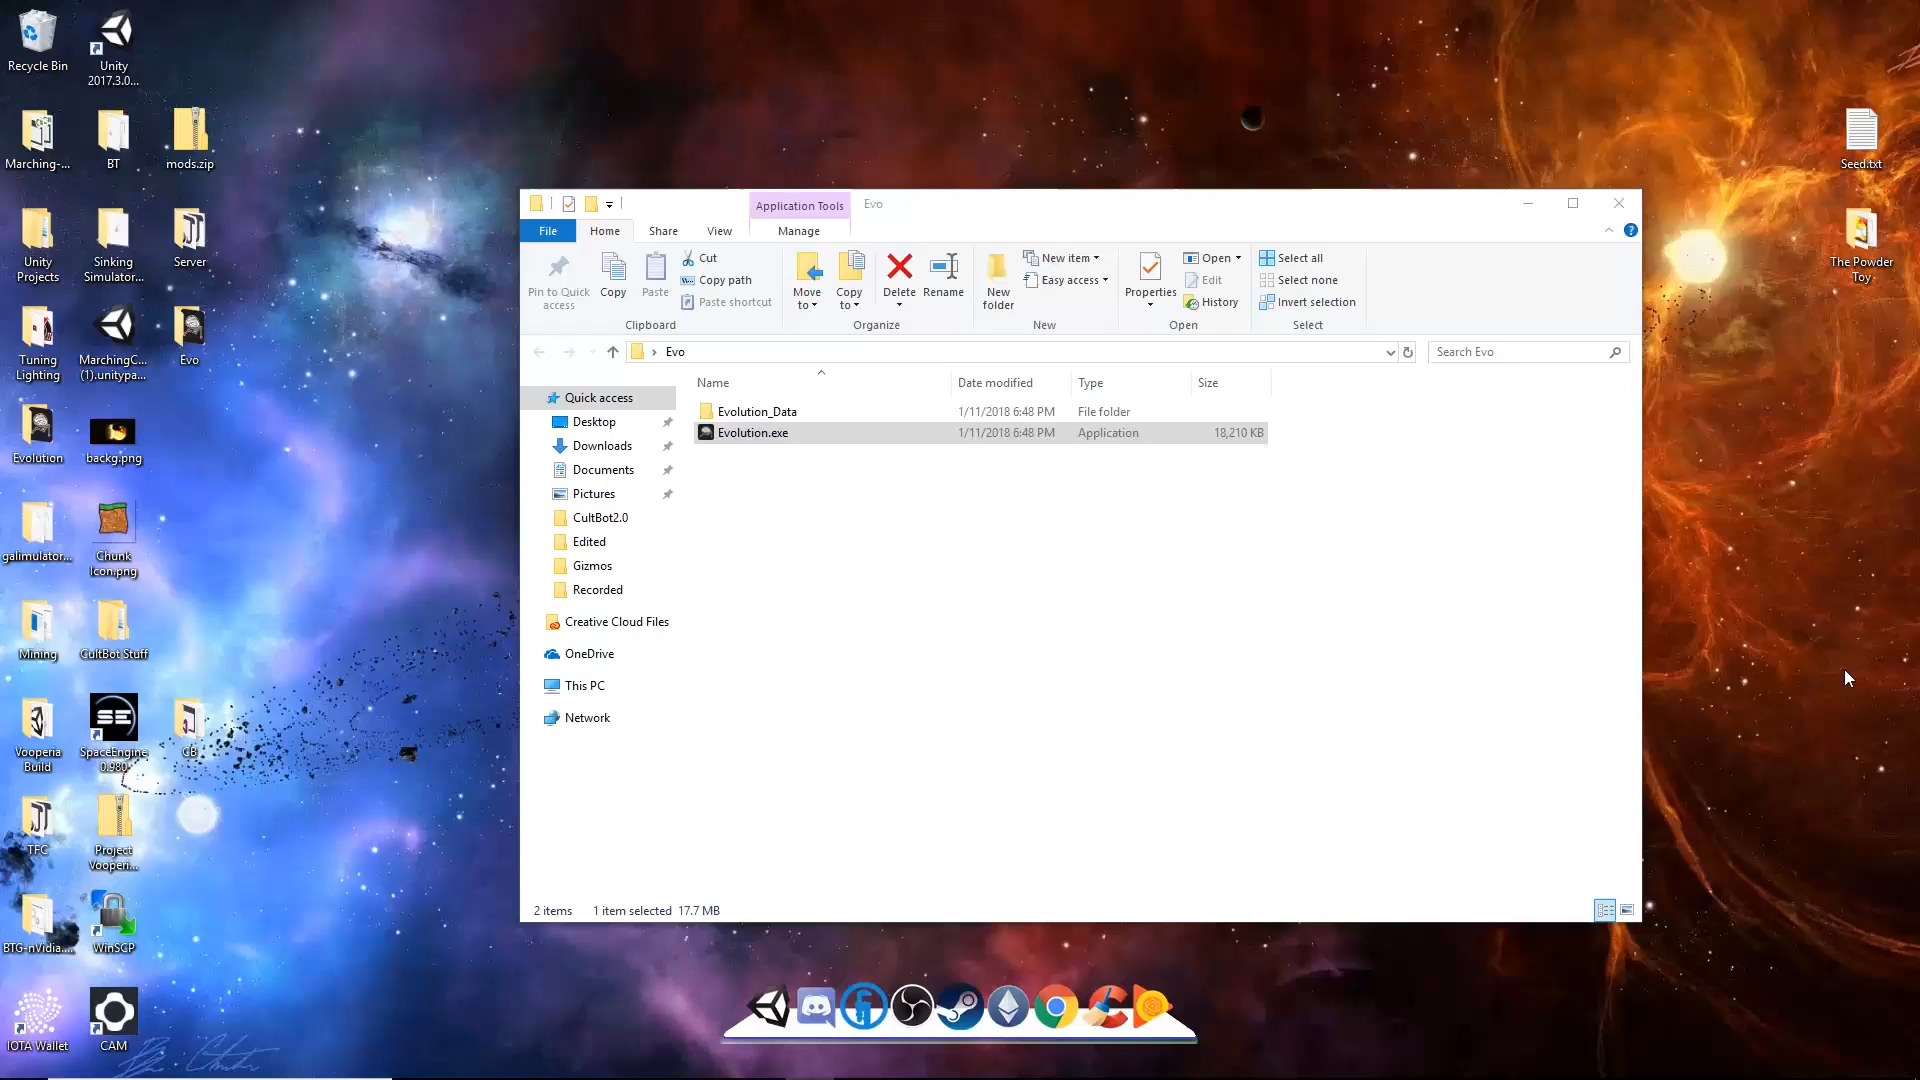 Recycle Bin
Unity
2017.3.0...
Marching-...
BT
mods.zip
Unity
Projects
Sinking
Simulator...
Server
Tuning
Lighting
MarchingC...
(1).unitypa...
Evo
Evolution
backg.png
galimulator...
Chunk
Icon.png
Mining
CultBot Stuff
Vooperia
Build
SE
SpaceEngine
0.980
CB
TFC
Project
Vooperi...
BTG-nVidia....
WinSCP
IOTA Wallet
CAM
Seed.txt
The Powder
Toy
Application Tools
Evo
File
Home
Share
View
Manage
Pin to Quick
access
Copy
Paste
Cut
Copy path
Paste shortcut
Clipboard
Move
to
Copy
to
Delete
Rename
Organize
New
folder
New item
Easy access
New
Properties
Open
Edit
History
Open
Select all
Select none
Invert selection
Select
Evo
Search Evo
Name
Date modified
Type
Size
Evolution_Data
1/11/2018 6:48 PM
File folder
Evolution.exe
1/11/2018 6:48 PM
Application
18,210 KB
Quick access
Desktop
Downloads
Documents
Pictures
CultBot2.0
Edited
Gizmos
Recorded
Creative Cloud Files
OneDrive
This PC
Network
2 items
1 item selected 17.7 MB